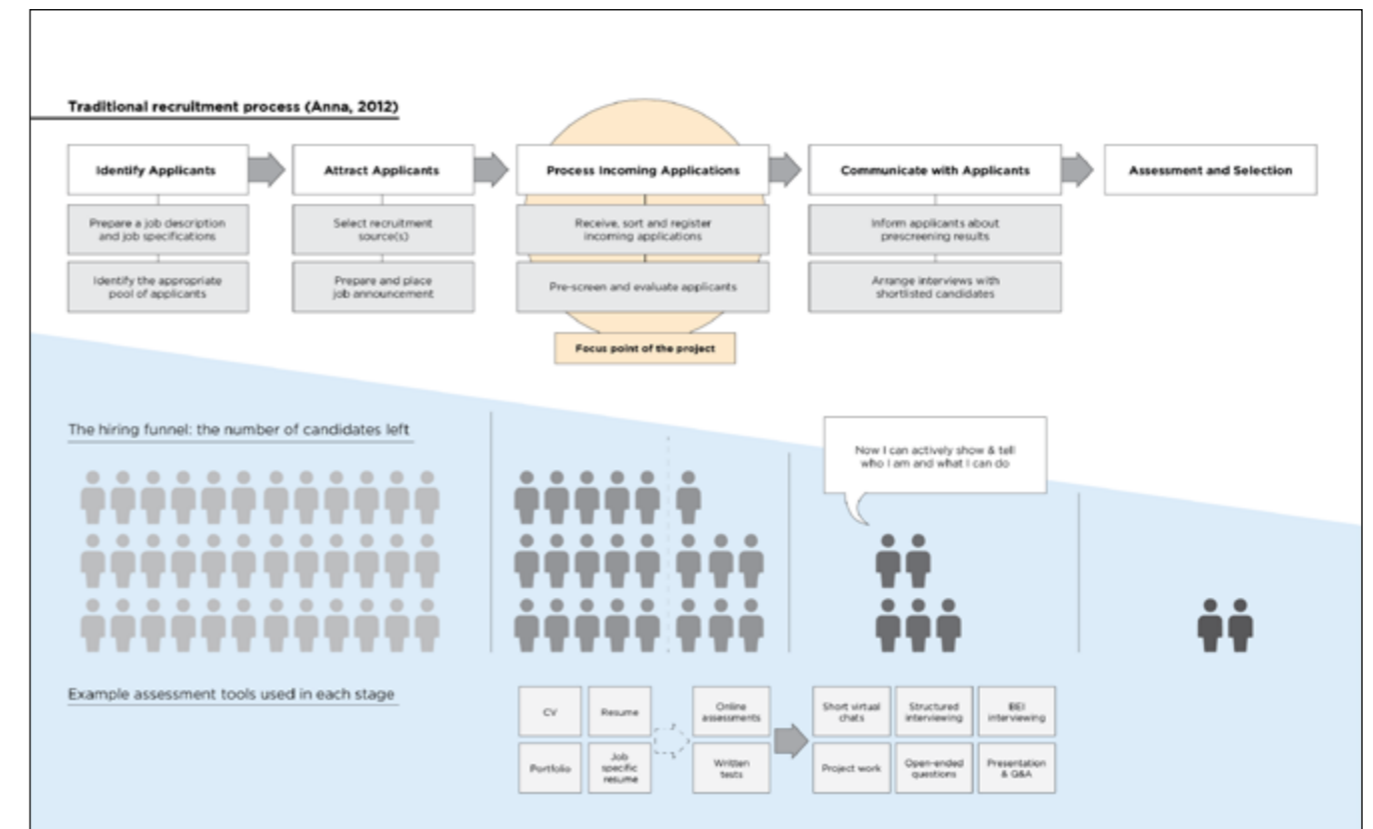 Traditional recruitment process (Anna, 2012)
Identify Applicants
Attract Applicants
Process Incoming Applications
Communicate with Applicants
Assessment and Selection
Prepare a job description
and job specifications
Select recruitment
source(s)
Receive, sort and register
incoming applications
Inform applicants about
prescreening results
Identify the appropriate
pool of applicants
Prepare and place
job announcement
Pre-screen and evaluate applicants
Arrange interviews with
shortlisted candidates
Focus point of the project
The hiring funnel: the number of candidates left
Now I can actively show & tell
who I am and what I can do
Example assessment tools used in each stage
CV
Resume
Online
assessments
Short virtual
chats
Structured
interviewing
BEI
interviewing
Portfolio
Job
specific
resume
Written
tests
Project work
Open-ended
questions
Presentation
& Q&A